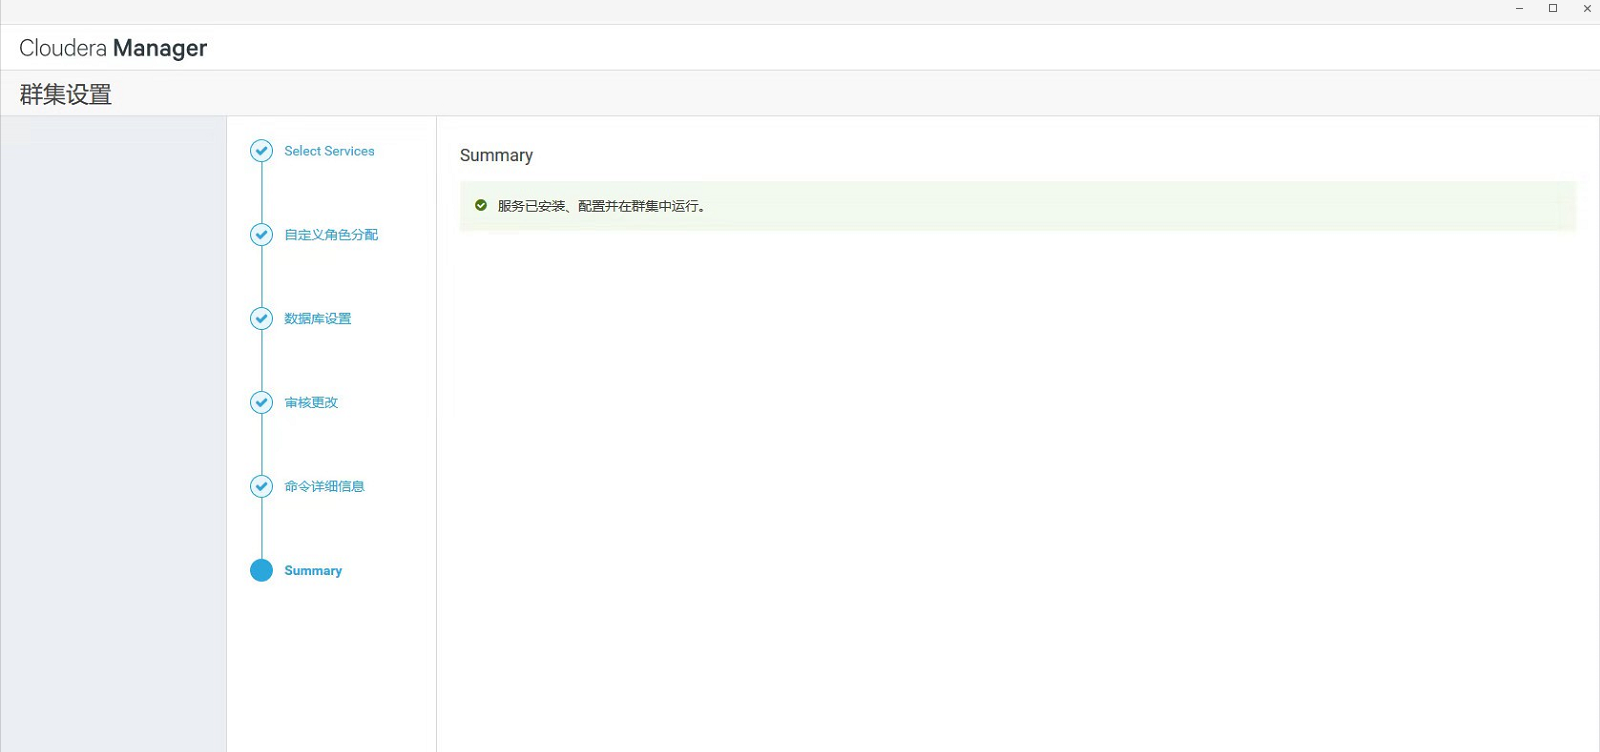 Cloudera Manager
群集设置
Select Services
自定义角色分配
数据库设置
审核更改
命令详细信息
Summary
Summary
服务已安装、配置并在群集中运行。